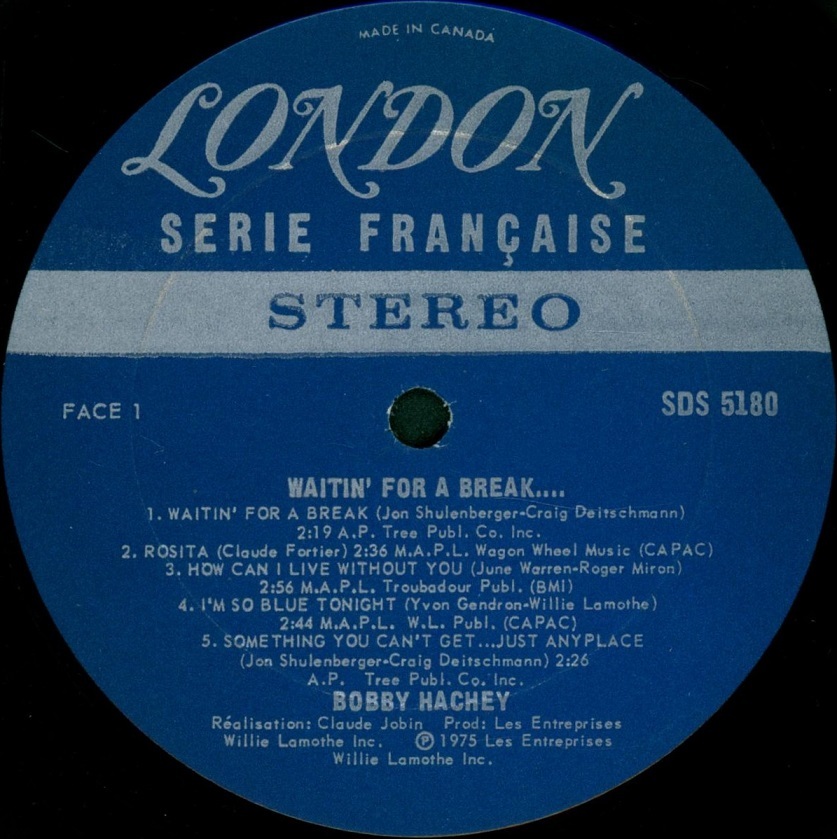 MADE IN CANADA
LONDON
SERIE FRANÇAISE
STEREO
FACE 1
SDS 5180
WAITIN' FOR A BREAK....
1. WAITIN' FOR A BREAK (Jon Shulenberger-Craig Deitschmann)
2:19 A.P. Tree Publ. Co. Inc.
2. ROSITA (Claude Fortier) 2:36 M.A.P.L. Wagon Wheel Music (CAPAC)
3. HOW CAN I LIVE WITHOUT YOU (June Warren-Roger Miron)
2:56 M.A.P.L. Troubadour Publ. (BMI)
4. I'M SO BLUE TONIGHT (Yvon Gendron-Willie Lamothe)
2:44 M.A.P.L. W.L. Publ. (CAPAC)
5. SOMETHING YOU CAN'T GET...JUST ANYPLACE
(Jon Shulenberger-Craig Deitschmann) 2:26
A.P. Tree Publ. Co. Inc.
BOBBY HACHEY
Réalisation: Claude Jobin Prod: Les Entreprises
Willie Lamothe Inc. ℗ 1975 Les Entreprises
Willie Lamothe Inc.